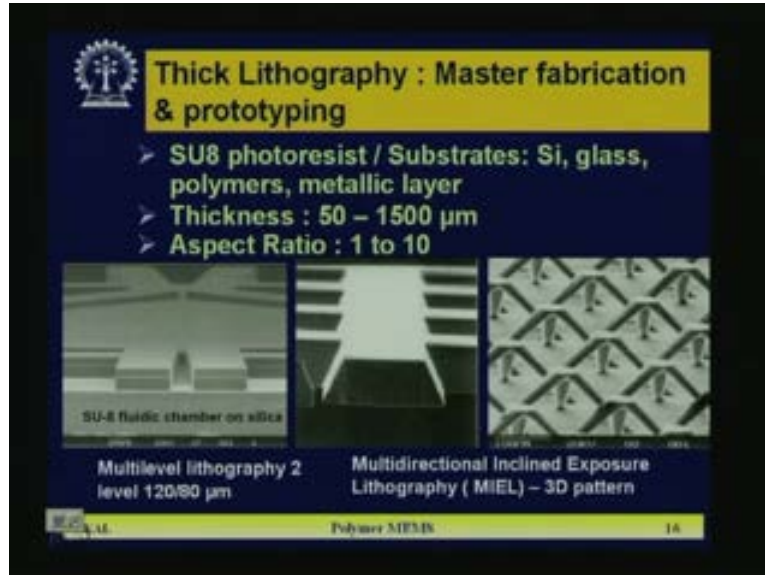 Thick Lithography : Master fabrication
& prototyping
➢ SU8 photoresist / Substrates: Si, glass,
polymers, metallic layer
➢ Thickness : 50 – 1500 µm
➢ Aspect Ratio : 1 to 10
SU-8 fluidic chamber on silica
Multilevel lithography 2
level 120/80 µm
Multidirectional Inclined Exposure
Lithography ( MIEL) – 3D pattern
Polymer MEMS
16